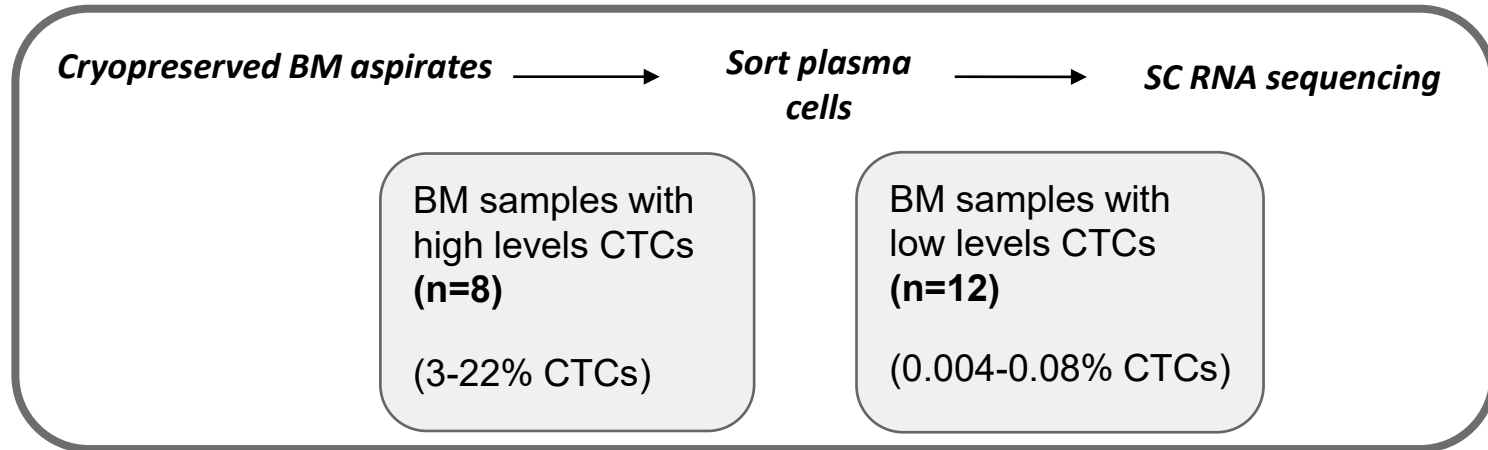 Cryopreserved BM aspirates
Sort plasma
cells
SC RNA sequencing
BM samples with
high levels CTCs
(n=8)
(3-22% CTCs)
BM samples with
low levels CTCs
(n=12)
(0.004-0.08% CTCs)